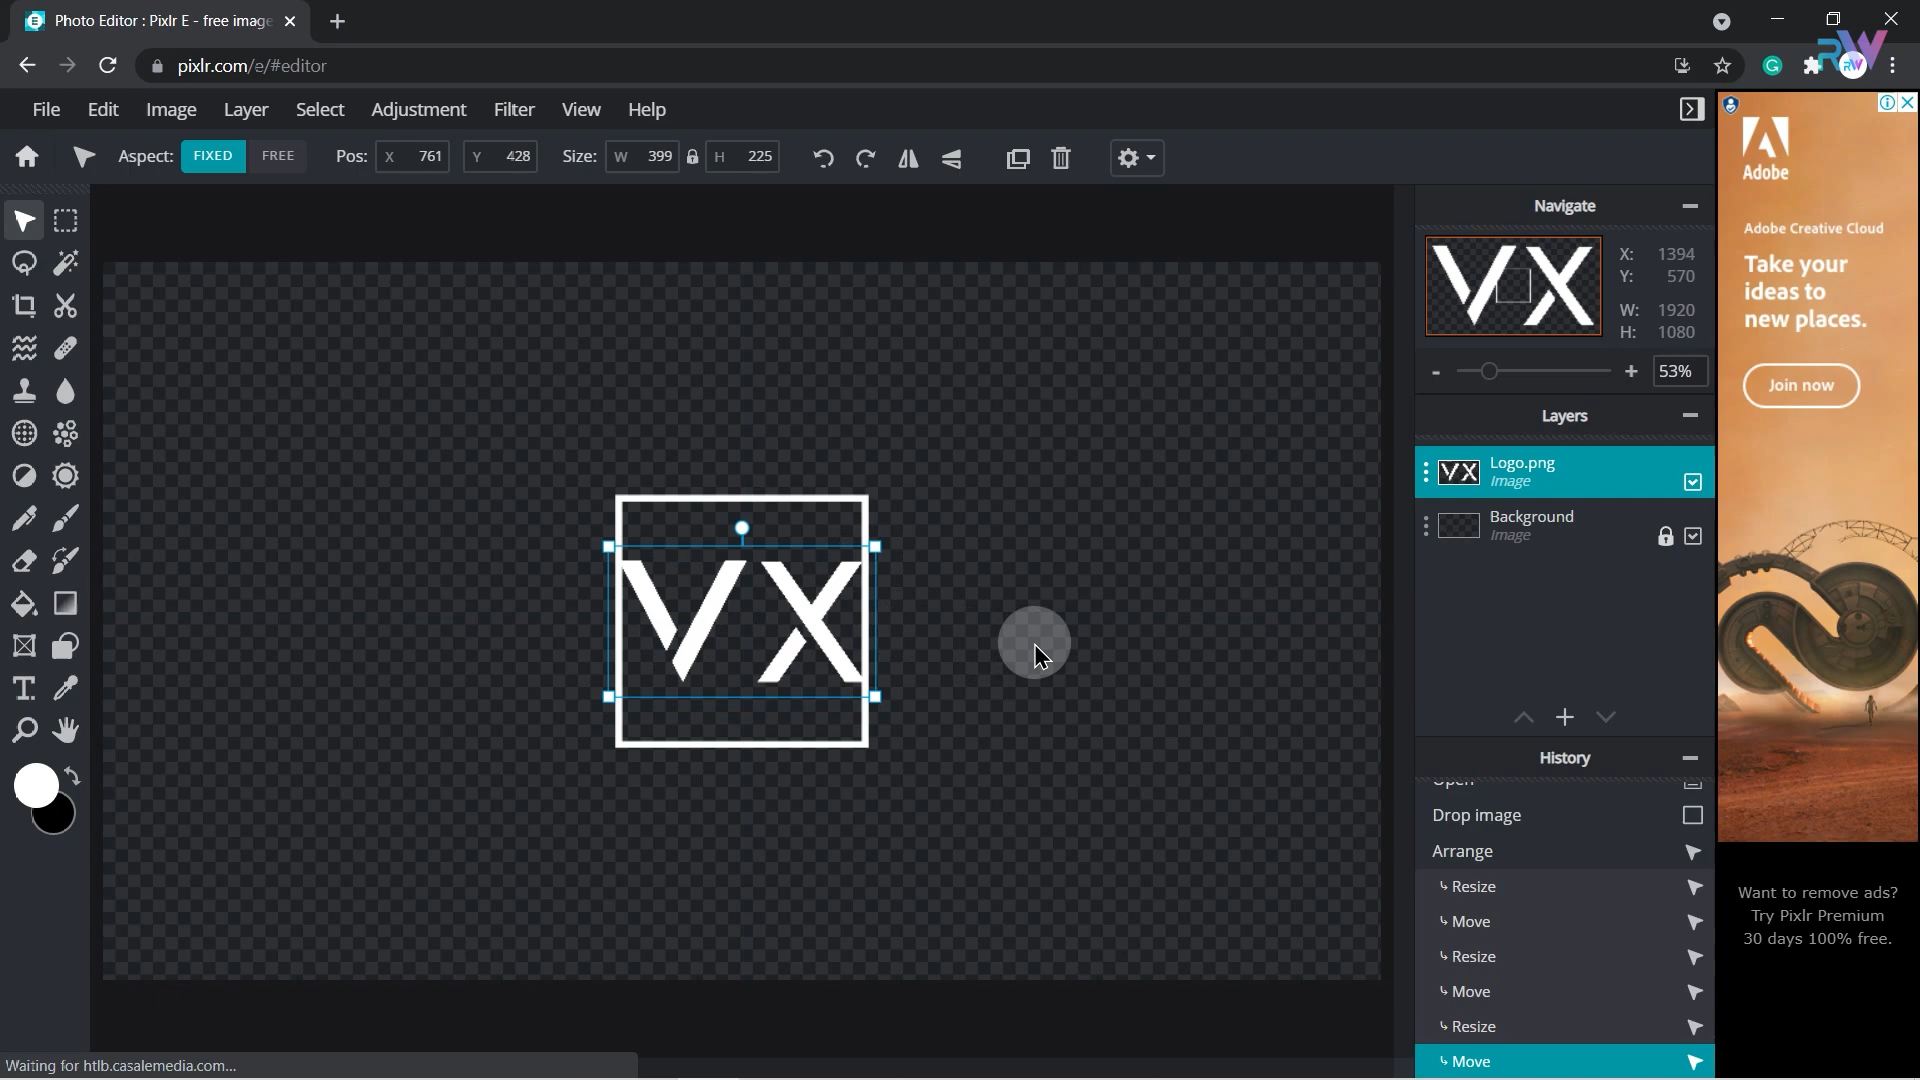 Photo Editor : Pixlr E - free image
pixlr.com/e/#editor
RW
RW
File Edit Image Layer Select Adjustment Filter View Help
Aspect: FIXED FREE Pos: X 761 Y 428 Size: W 399 H 225
Navigate
VX
X: 1394
Y: 570
W: 1920
H: 1080
- + 53%
Layers
VX
Logo.png
Image
Background
Image
VX
T
History
Drop image
Arrange
Resize
Move
Resize
Move
Resize
Move
Adobe
Adobe Creative Cloud
Take your
ideas to
new places.
Join now
Want to remove ads?
Try Pixlr Premium
30 days 100% free.
Waiting for htlb.casalemedia.com...